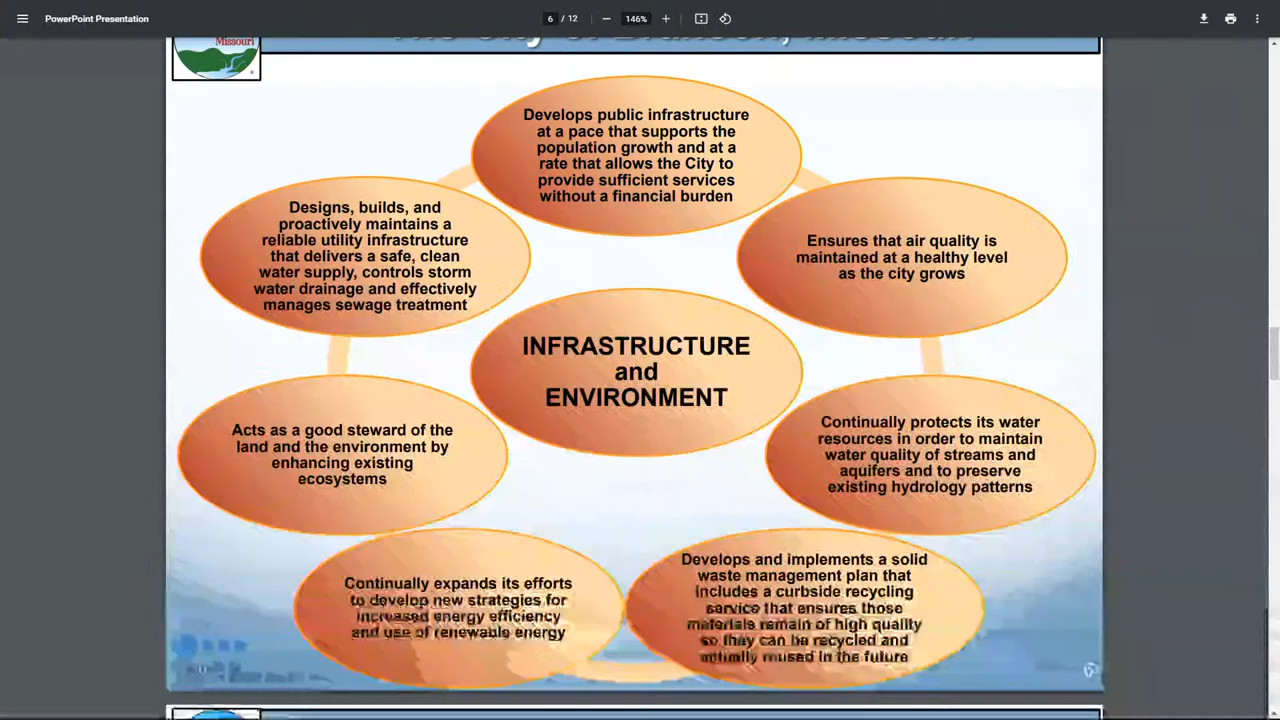 PowerPoint Presentation
6 / 12
146%
Missouri
The City of Branson, Missouri
Develops public infrastructure
at a pace that supports the
population growth and at a
rate that allows the City to
provide sufficient services
without a financial burden
Designs, builds, and
proactively maintains a
reliable utility infrastructure
that delivers a safe, clean
water supply, controls storm
water drainage and effectively
manages sewage treatment
Ensures that air quality is
maintained at a healthy level
as the city grows
INFRASTRUCTURE
and
ENVIRONMENT
Acts as a good steward of the
land and the environment by
enhancing existing
ecosystems
Continually protects its water
resources in order to maintain
water quality of streams and
aquifers and to preserve
existing hydrology patterns
Continually expands its efforts
to develop new strategies for
increased energy efficiency
and use of renewable energy
Develops and implements a solid
waste management plan that
includes a curbside recycling
service that ensures those
materials remain of high quality
so they can be recycled and
actually reused in the future